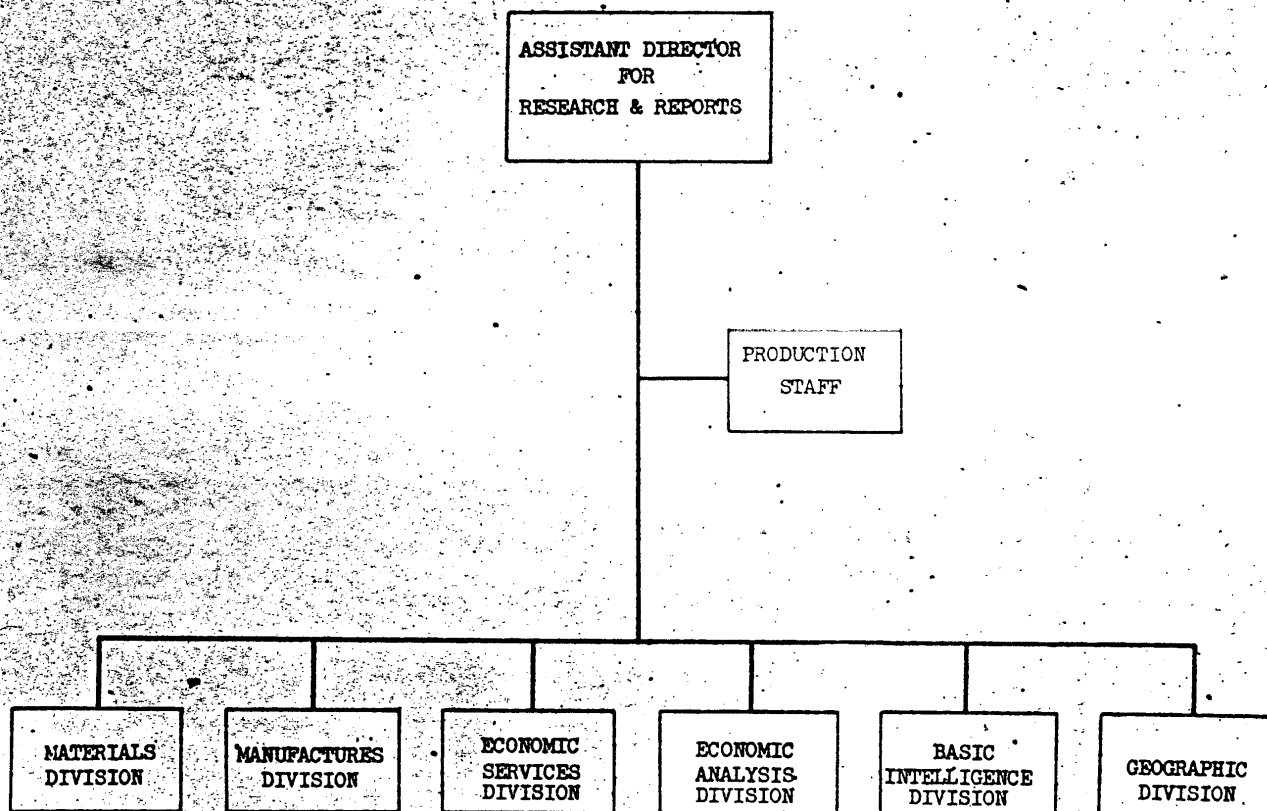 ASSISTANT DIRECTOR
FOR
RESEARCH & REPORTS
PRODUCTION
STAFF
MATERIALS
DIVISION
MANUFACTURES
DIVISION
ECONOMIC
SERVICES
DIVISION
ECONOMIC
ANALYSIS
DIVISION
BASIC
INTELLIGENCE
DIVISION
GEOGRAPHIC
DIVISION